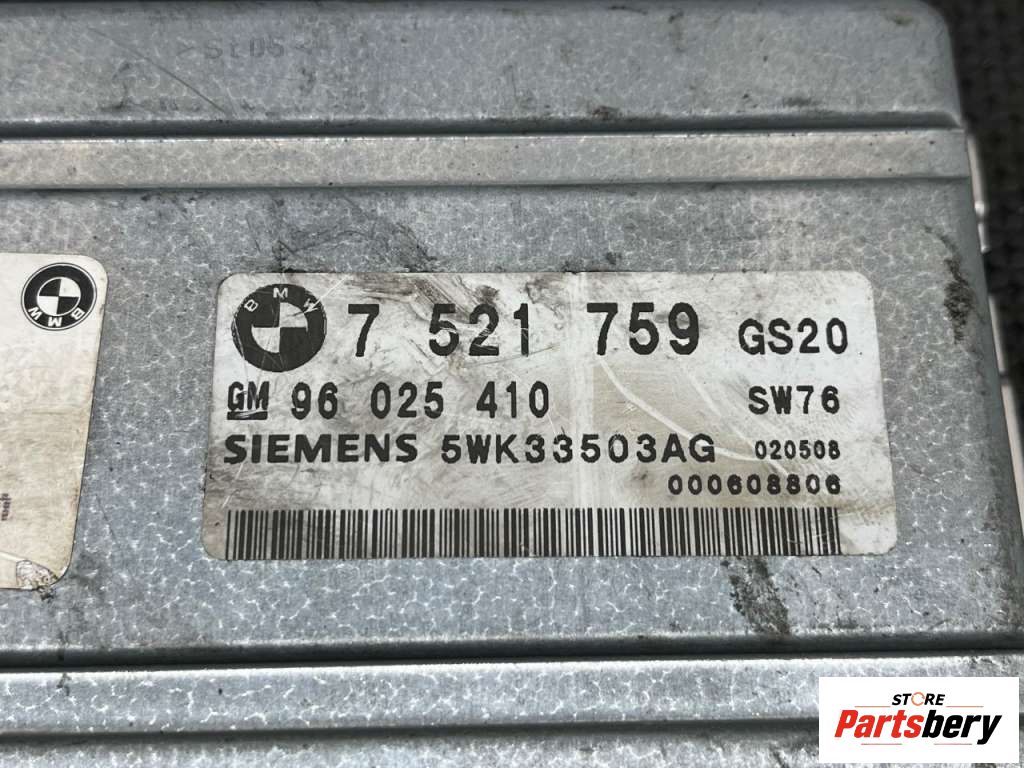 BMW 7 521 759 GS20
GM 96 025 410 SW76
SIEMENS 5WK33503AG 020508
000608806
BMW
STORE
Partsbery